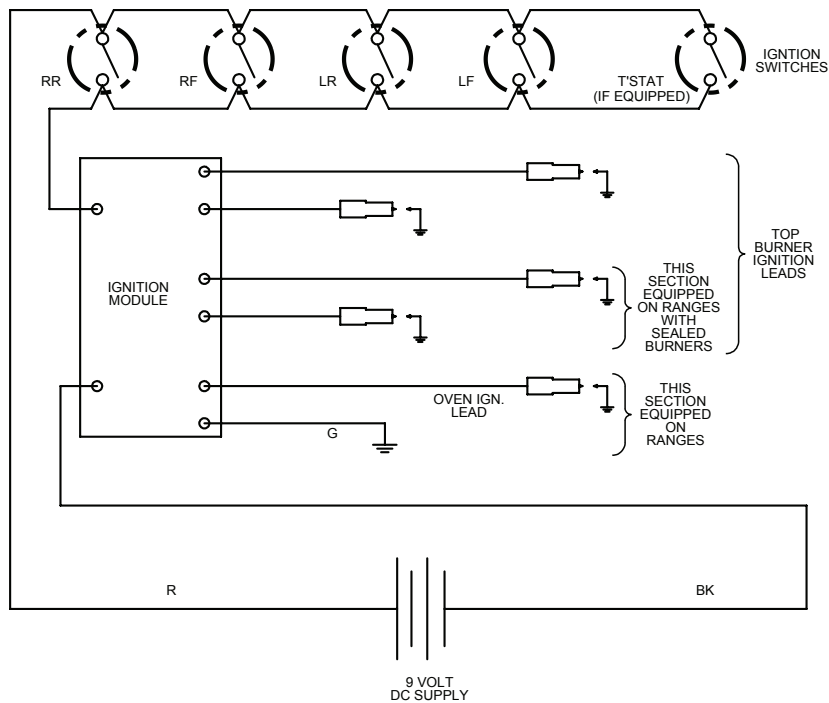 IGNTION
SWITCHES
RR
RF
LR
LF
T'STAT
(IF EQUIPPED)
IGNITION
MODULE
TOP
BURNER
IGNITION
LEADS
THIS
SECTION
EQUIPPED
ON RANGES
WITH
SEALED
BURNERS
OVEN IGN.
LEAD
THIS
SECTION
EQUIPPED
ON
RANGES
G
R
BK
9 VOLT
DC SUPPLY